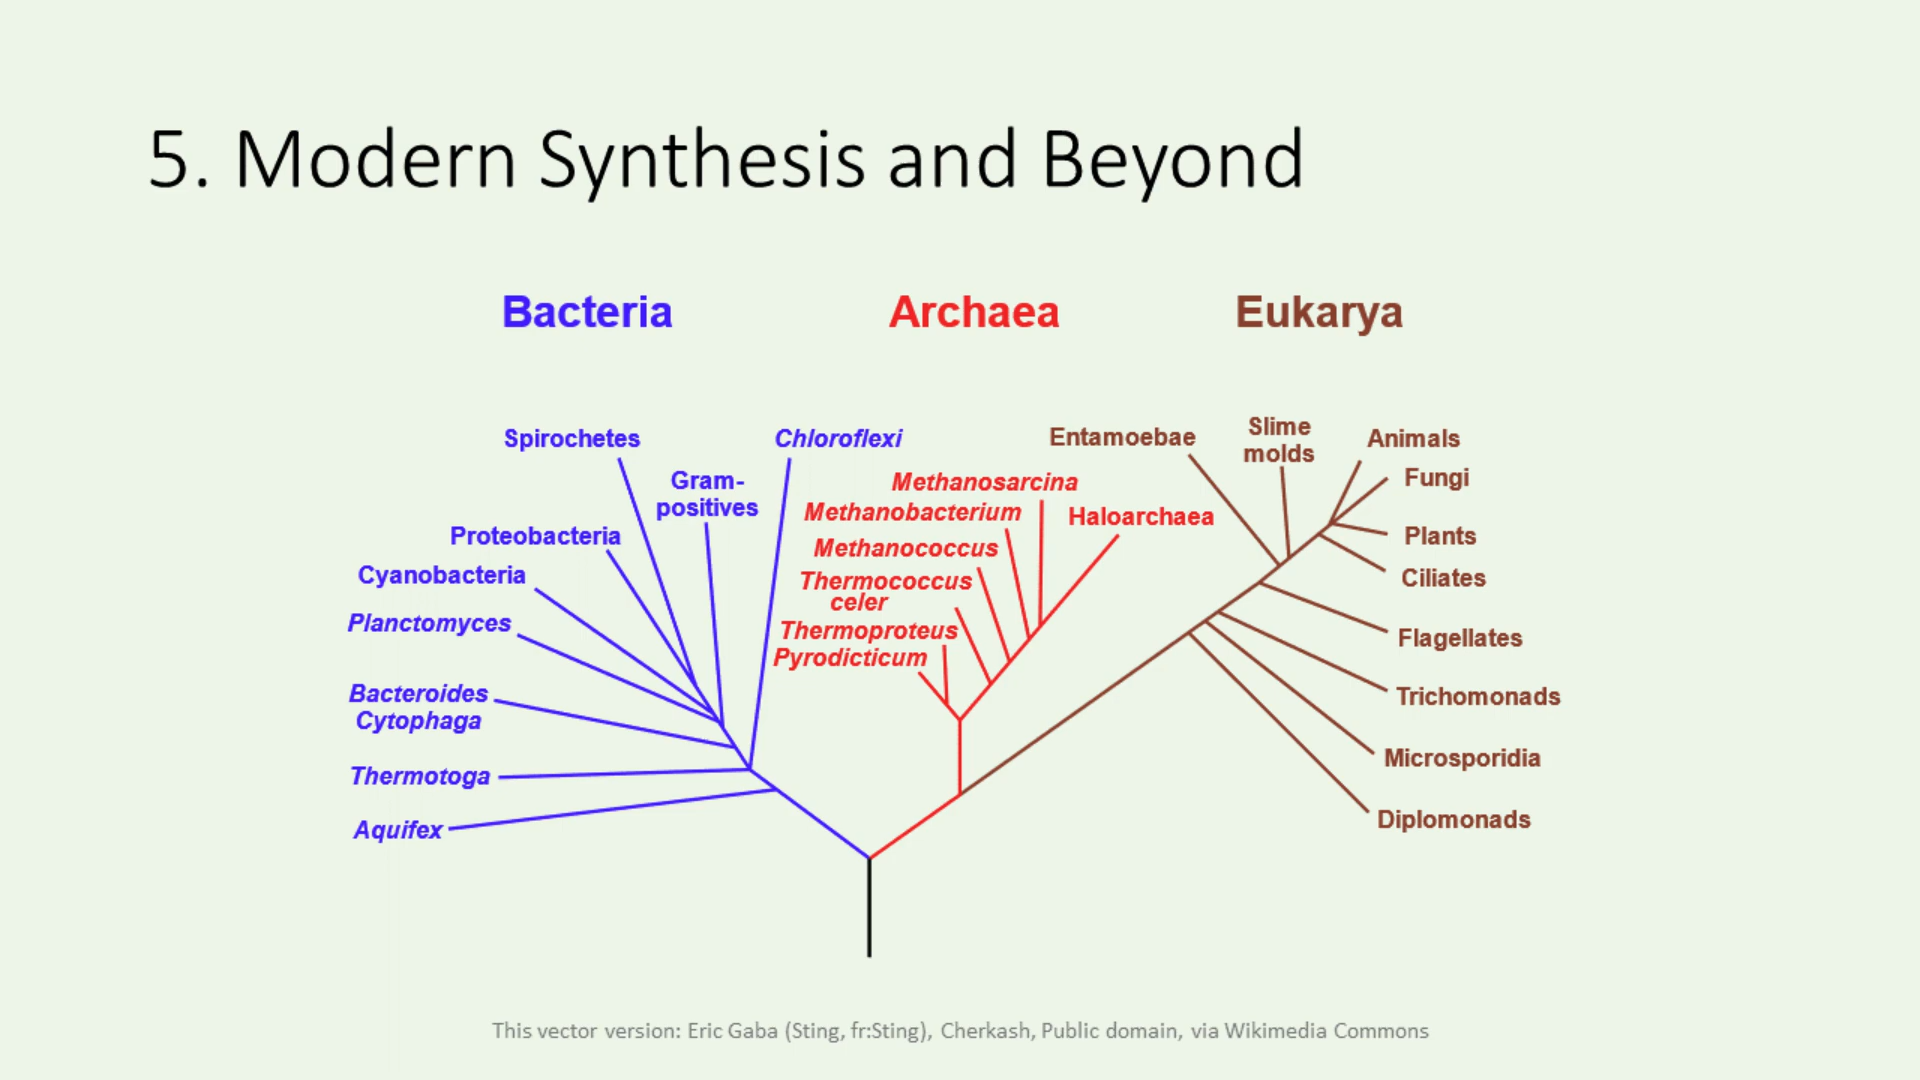 5. Modern Synthesis and Beyond
Bacteria
Archaea
Eukarya
Spirochetes
Gram-
positives
Chloroflexi
Proteobacteria
Cyanobacteria
Planctomyces
Bacteroides
Cytophaga
Thermotoga
Aquifex
Methanosarcina
Methanobacterium
Haloarchaea
Methanococcus
Thermococcus
celer
Thermoproteus
Pyrodicticum
Entamoebae
Slime
molds
Animals
Fungi
Plants
Ciliates
Flagellates
Trichomonads
Microsporidia
Diplomonads
This vector version: Eric Gaba (Sting, fr:Sting), Cherkash, Public domain, via Wikimedia Commons